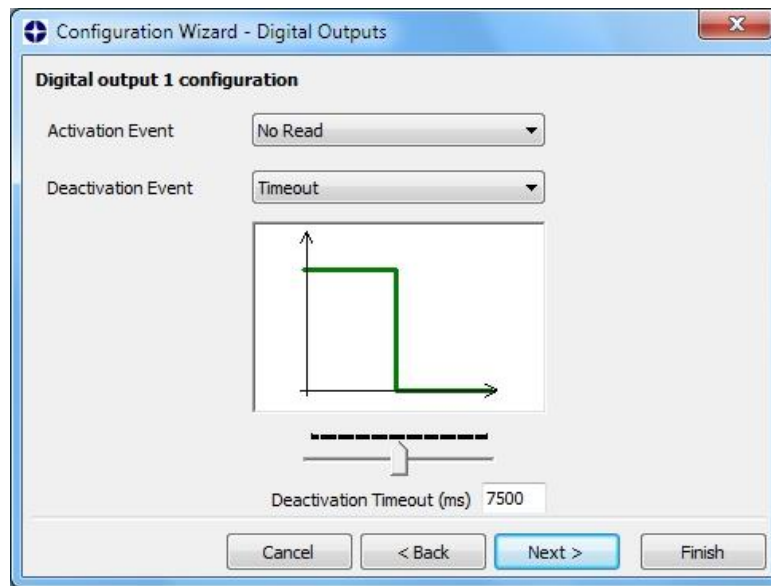 Configuration Wizard - Digital Outputs
Digital output 1 configuration
Activation Event No Read
Deactivation Event Timeout
Deactivation Timeout (ms) 7500
Cancel < Back Next > Finish